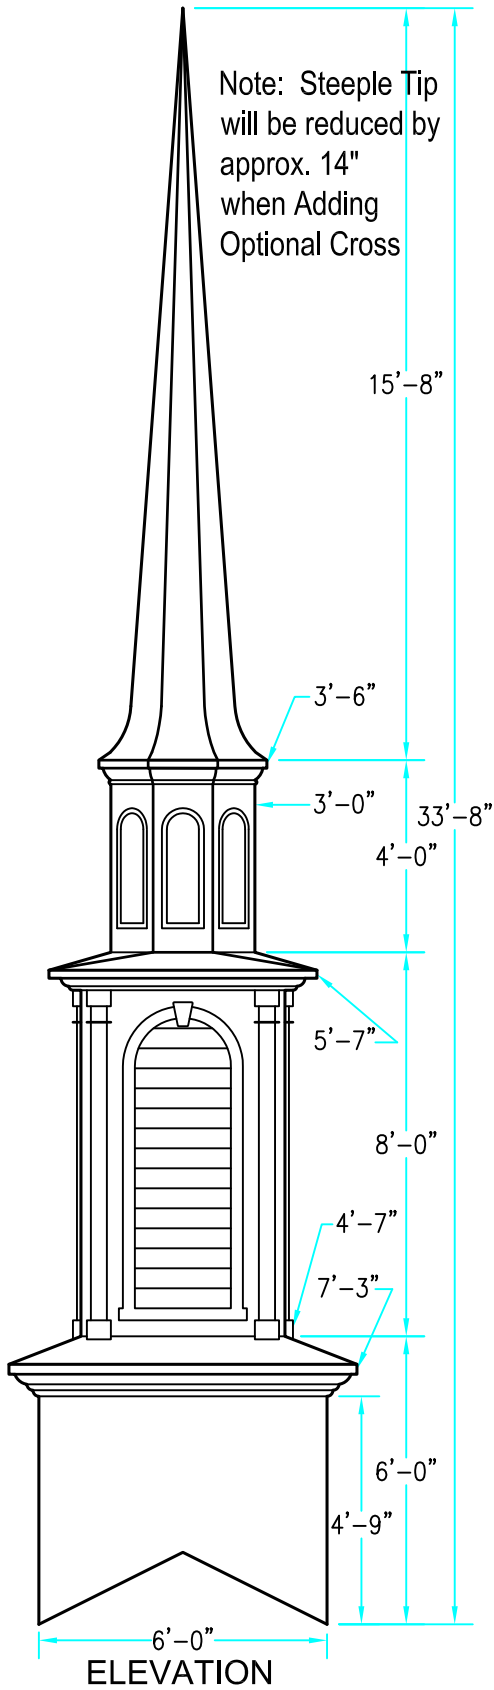 Note:  Steeple Tip
will be reduced by
approx. 14"
when Adding
Optional Cross
15'-8"
3'-6"
3'-0"
33'-8"
4'-0"
5'-7"
8'-0"
4'-7"
7'-3"
6'-0"
4'-9"
6'-0"
ELEVATION